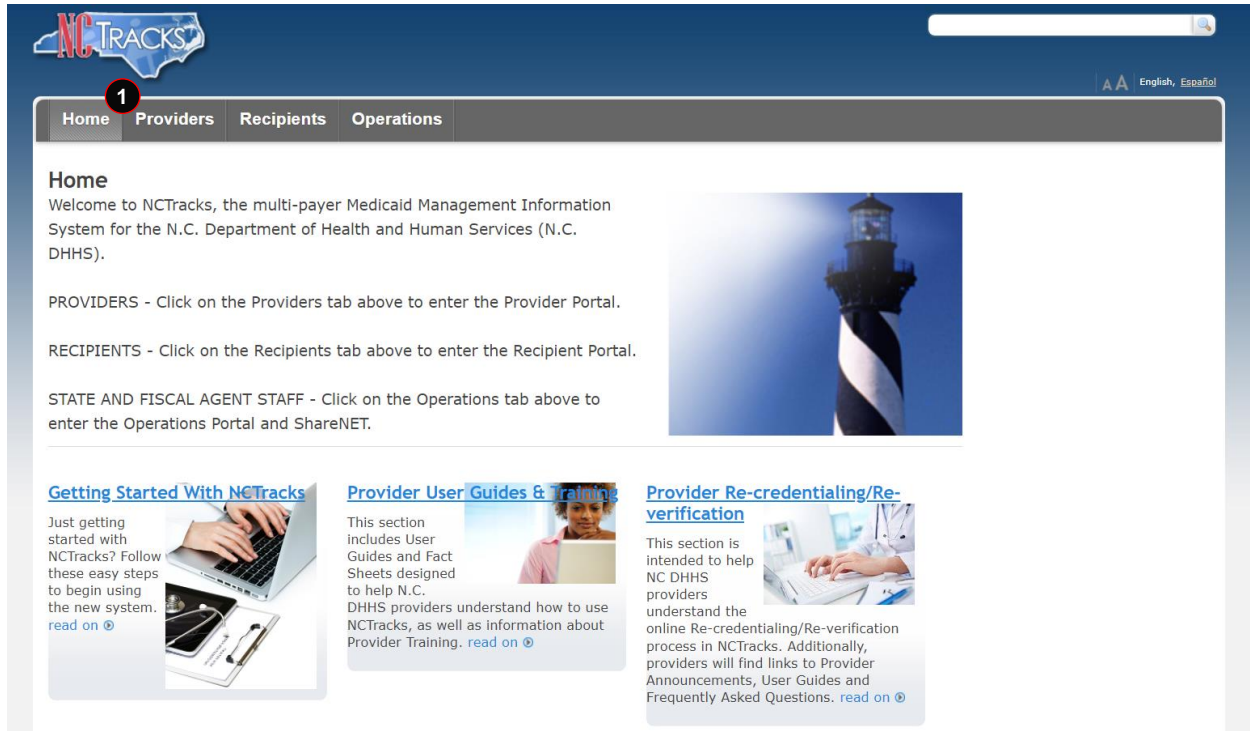 NCTRACKS
English, Español
1
Home Providers Recipients Operations
Home
Welcome to NCTracks, the multi-payer Medicaid Management Information
System for the N.C. Department of Health and Human Services (N.C.
DHHS).
PROVIDERS - Click on the Providers tab above to enter the Provider Portal.
RECIPIENTS - Click on the Recipients tab above to enter the Recipient Portal.
STATE AND FISCAL AGENT STAFF - Click on the Operations tab above to
enter the Operations Portal and ShareNET.
Getting Started With NCTracks
Just getting
started with
NCTracks? Follow
these easy steps
to begin using
the new system.
read on
Provider User Guides & Training
This section
includes User
Guides and Fact
Sheets designed
to help N.C.
DHHS providers understand how to use
NCTracks, as well as information about
Provider Training. read on
Provider Re-credentialing/Re-
verification
This section is
intended to help
NC DHHS
providers
understand the
online Re-credentialing/Re-verification
process in NCTracks. Additionally,
providers will find links to Provider
Announcements, User Guides and
Frequently Asked Questions. read on